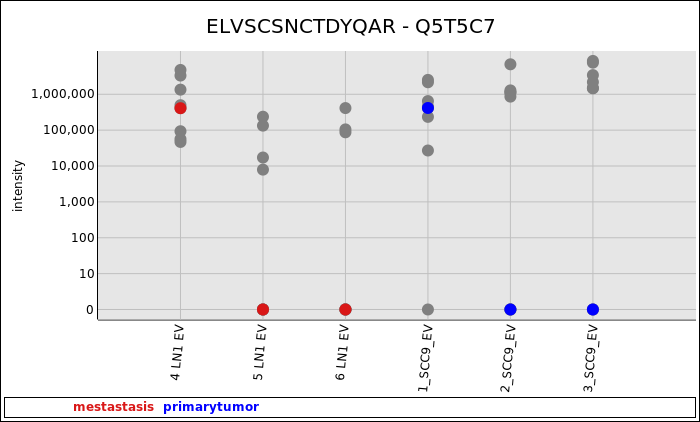 ELVSCSNCTDYQAR - Q5T5C7
intensity
1,000,000
100,000
10,000
1,000
100
10
0
4 LN1 EV
5 LN1 EV
6 LN1 EV
1_SCC9_EV
2_SCC9_EV
3_SCC9_EV
mestastasis primarytumor